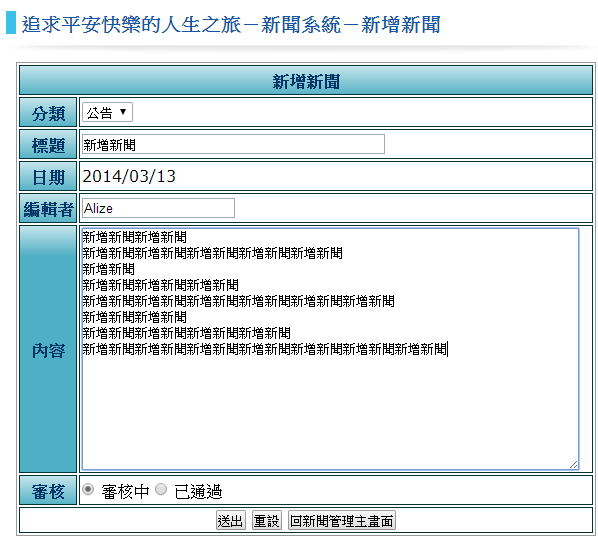 追求平安快樂的人生之旅－新聞系統－新增新聞
新增新聞
分類 公告
標題 新增新聞
日期 2014/03/13
編輯者 Alize
新增新聞新增新聞
新增新聞新增新聞新增新聞新增新聞新增新聞
新增新聞
新增新聞新增新聞新增新聞
新增新聞新增新聞新增新聞新增新聞新增新聞新增新聞
新增新聞新增新聞
新增新聞新增新聞新增新聞新增新聞
內容 新增新聞新增新聞新增新聞新增新聞新增新聞新增新聞新增新聞
審核 審核中 已通過
送出 重設 回新聞管理主畫面